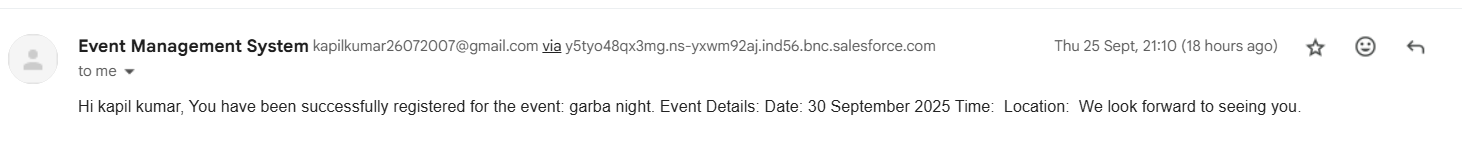 Event Management System kapilkumar26072007@gmail.com via y5tyo48qx3mg.ns-yxwm92aj.ind56.bnc.salesforce.com Thu 25 Sept, 21:10 (18 hours ago)
to me
Hi kapil kumar, You have been successfully registered for the event: garba night. Event Details: Date: 30 September 2025 Time:  Location:  We look forward to seeing you.